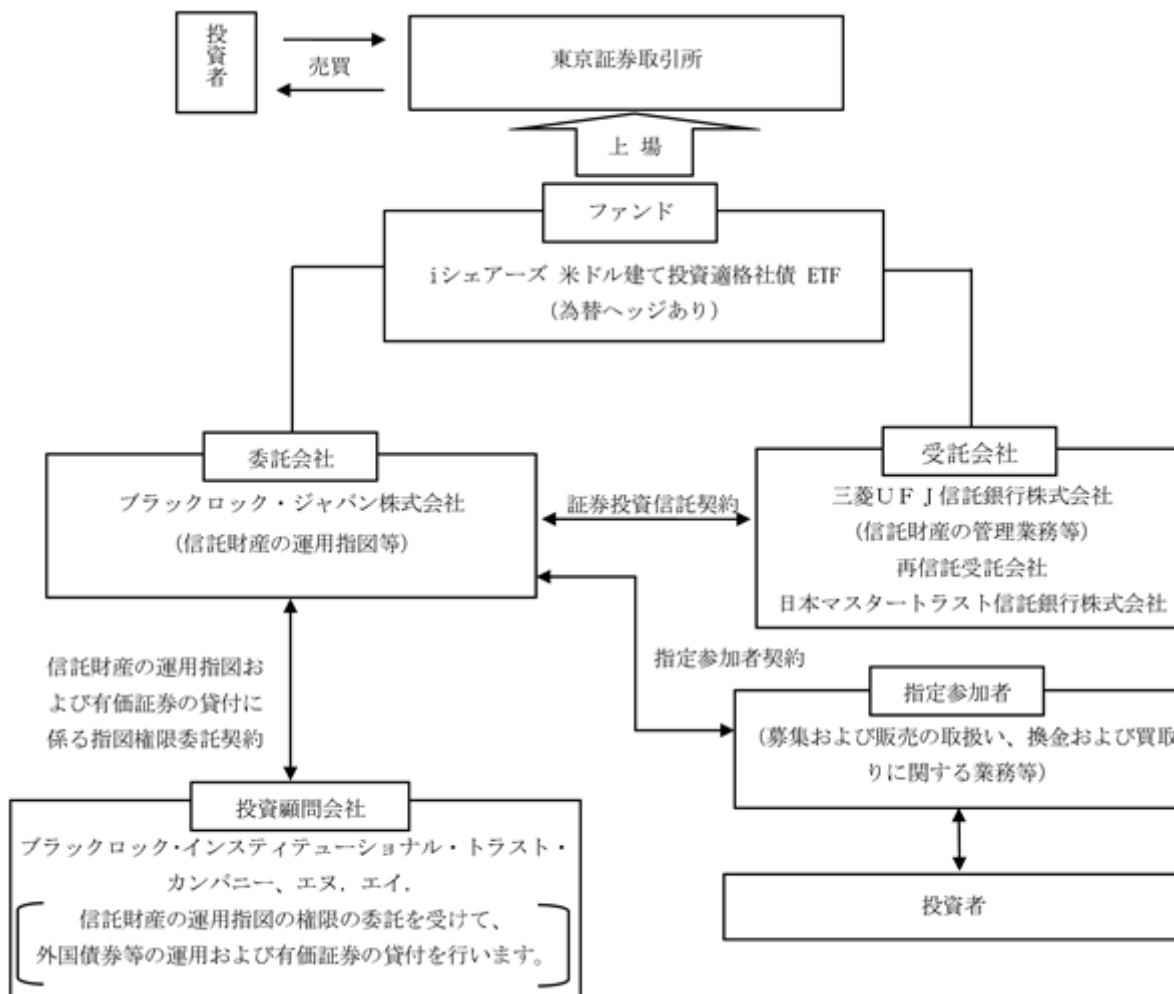 投資者
売買
東京証券取引所
上 場
ファンド
iシェアーズ 米ドル建て投資適格社債 ETF
（為替ヘッジあり）
委託会社
ブラックロック・ジャパン株式会社
（信託財産の運用指図等）
証券投資信託契約
受託会社
三菱ＵＦＪ信託銀行株式会社
（信託財産の管理業務等）
再信託受託会社
日本マスタートラスト信託銀行株式会社
信託財産の運用指図お
よび有価証券の貸付に
係る指図権限委託契約
指定参加者契約
指定参加者
（募集および販売の取扱い、換金および買取
りに関する業務等）
投資顧問会社
ブラックロック・インスティテューショナル・トラスト・
カンパニー、エヌ．エイ．
信託財産の運用指図の権限の委託を受けて、
外国債券等の運用および有価証券の貸付を行います。
投資者